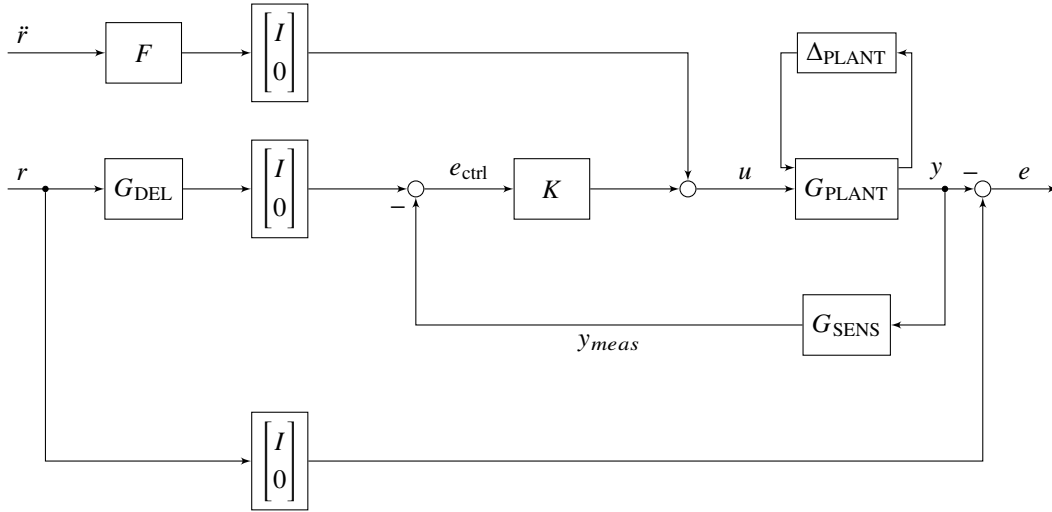 r̈
F
[I
0]
Δ_PLANT
r
G_DEL
[I
0]
−
e_ctrl
K
u
G_PLANT
y
−
e
G_SENS
y_meas
[I
0]